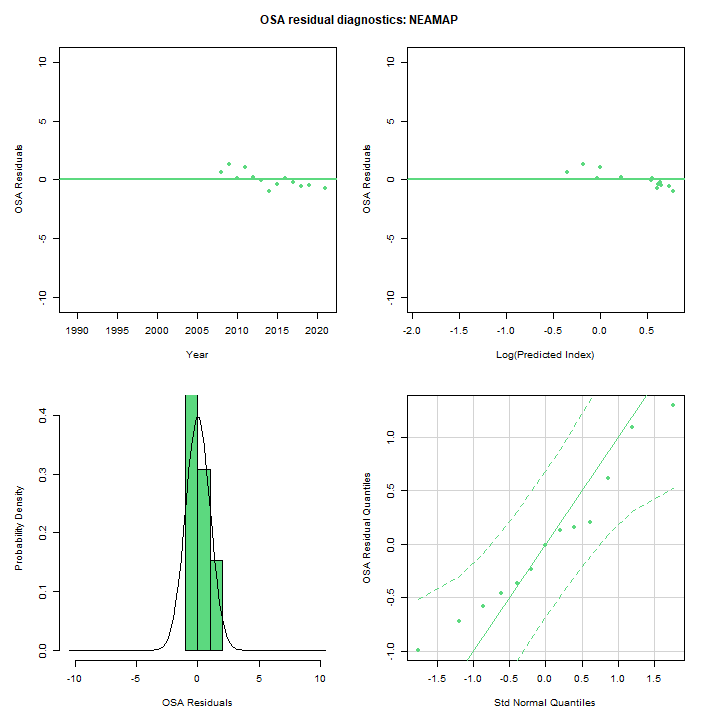 OSA residual diagnostics: NEAMAP
OSA Residuals
10
5
0
-5
-10
1990 1995 2000 2005 2010 2015 2020
Year
OSA Residuals
10
5
0
-5
-10
-2.0 -1.5 -1.0 -0.5 0.0 0.5
Log(Predicted Index)
Probability Density
0.4
0.3
0.2
0.1
0.0
-10 -5 0 5 10
OSA Residuals
OSA Residual Quantiles
1.0
0.5
0.0
-0.5
-1.0
-1.5 -1.0 -0.5 0.0 0.5 1.0 1.5
Std Normal Quantiles